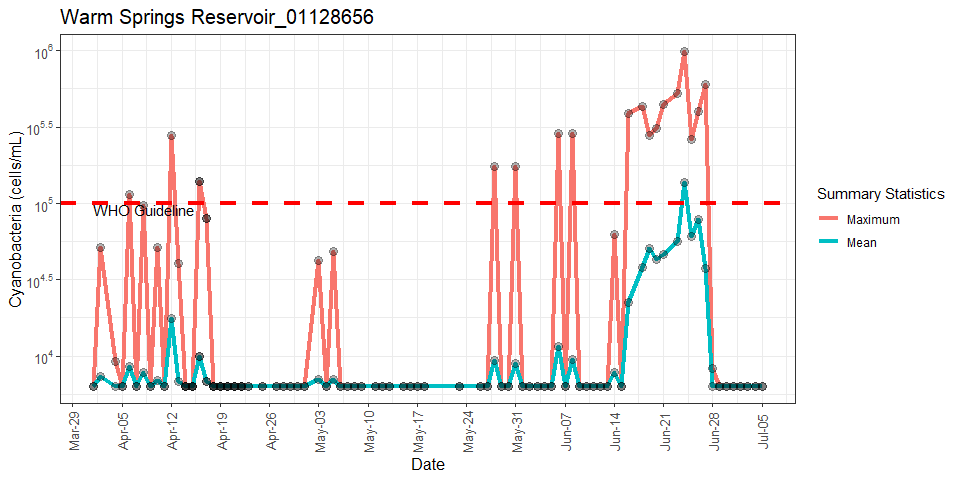 Warm Springs Reservoir_01128656
Cyanobacteria (cells/mL)
10^6
10^5.5
10^5
10^4.5
10^4
WHO Guideline
Mar-29
Apr-05
Apr-12
Apr-19
Apr-26
May-03
May-10
May-17
May-24
May-31
Jun-07
Jun-14
Jun-21
Jun-28
Jul-05
Date
Summary Statistics
Maximum
Mean